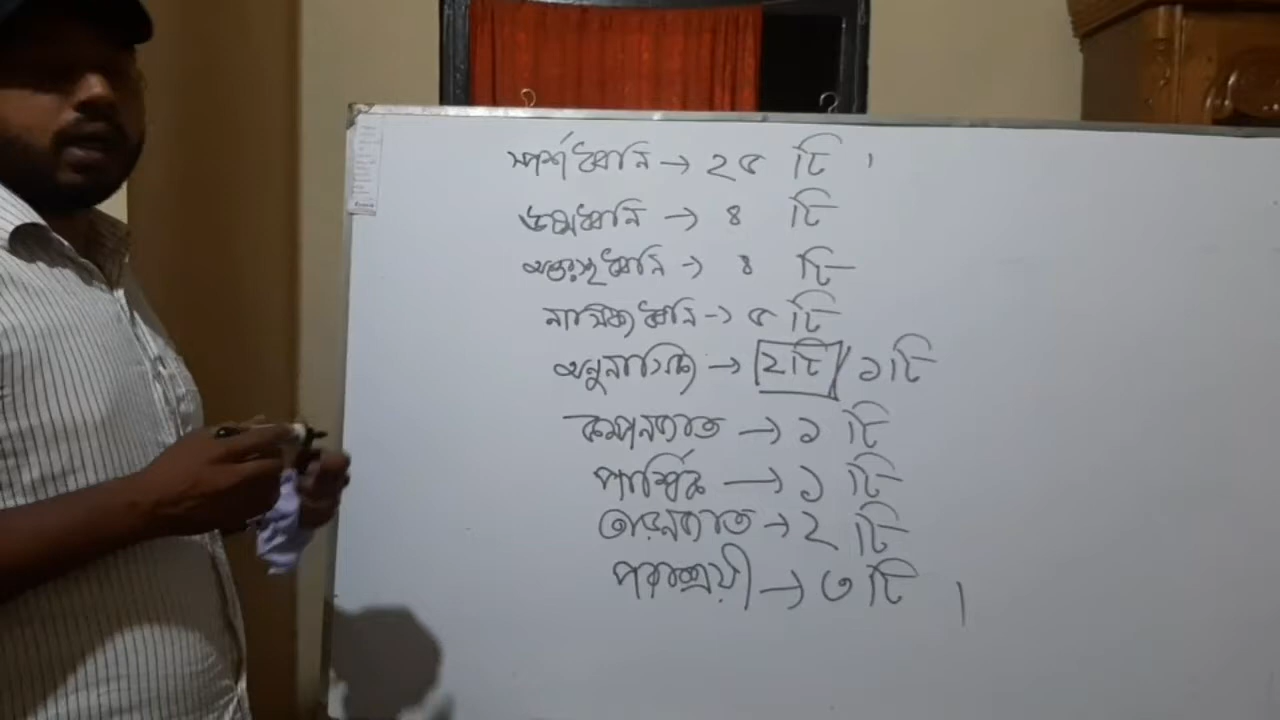 স্পর্শধ্বনি → ২৫ টি ।
উষ্মধ্বনি → ৪ টি
অন্তঃস্থধ্বনি → ৪ টি
নাসিক্যধ্বনি → ৫ টি
অনুনাসিক → ২টি / ১টি
কম্পনজাত → ১ টি
পার্শ্বিক → ১ টি
তাড়নজাত → ২ টি
পরাশ্রয়ী → ৩ টি ।